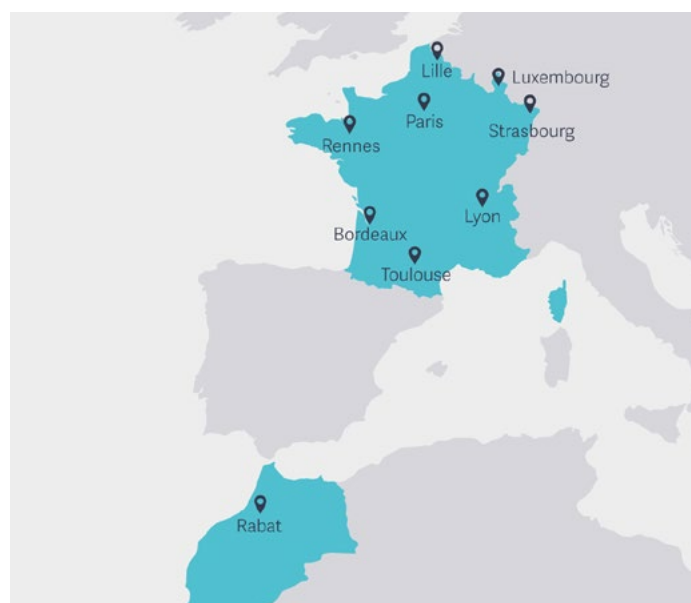 Lille
Luxembourg
Paris
Strasbourg
Rennes
Lyon
Bordeaux
Toulouse
Rabat